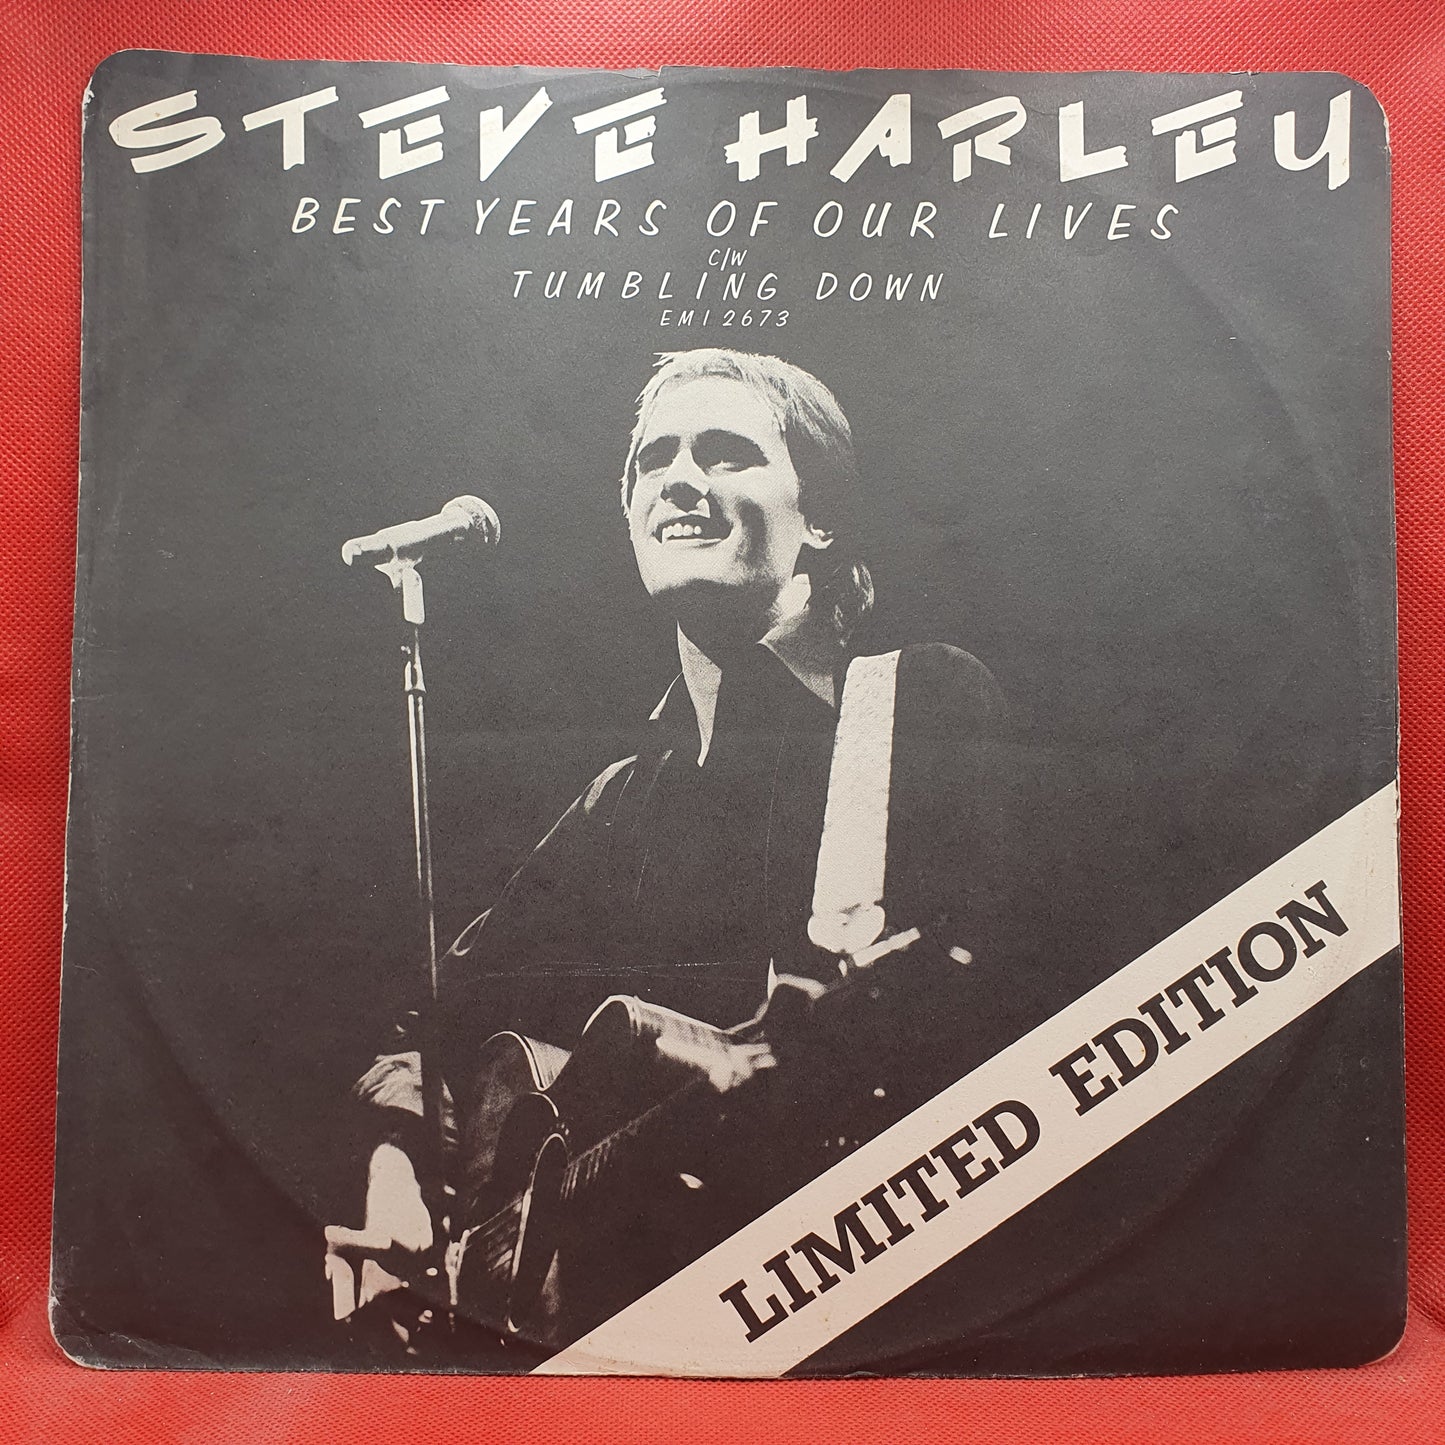 STEVE HARLEY
BEST YEARS OF OUR LIVES
C/W
TUMBLING DOWN
EMI 2673
LIMITED EDITION